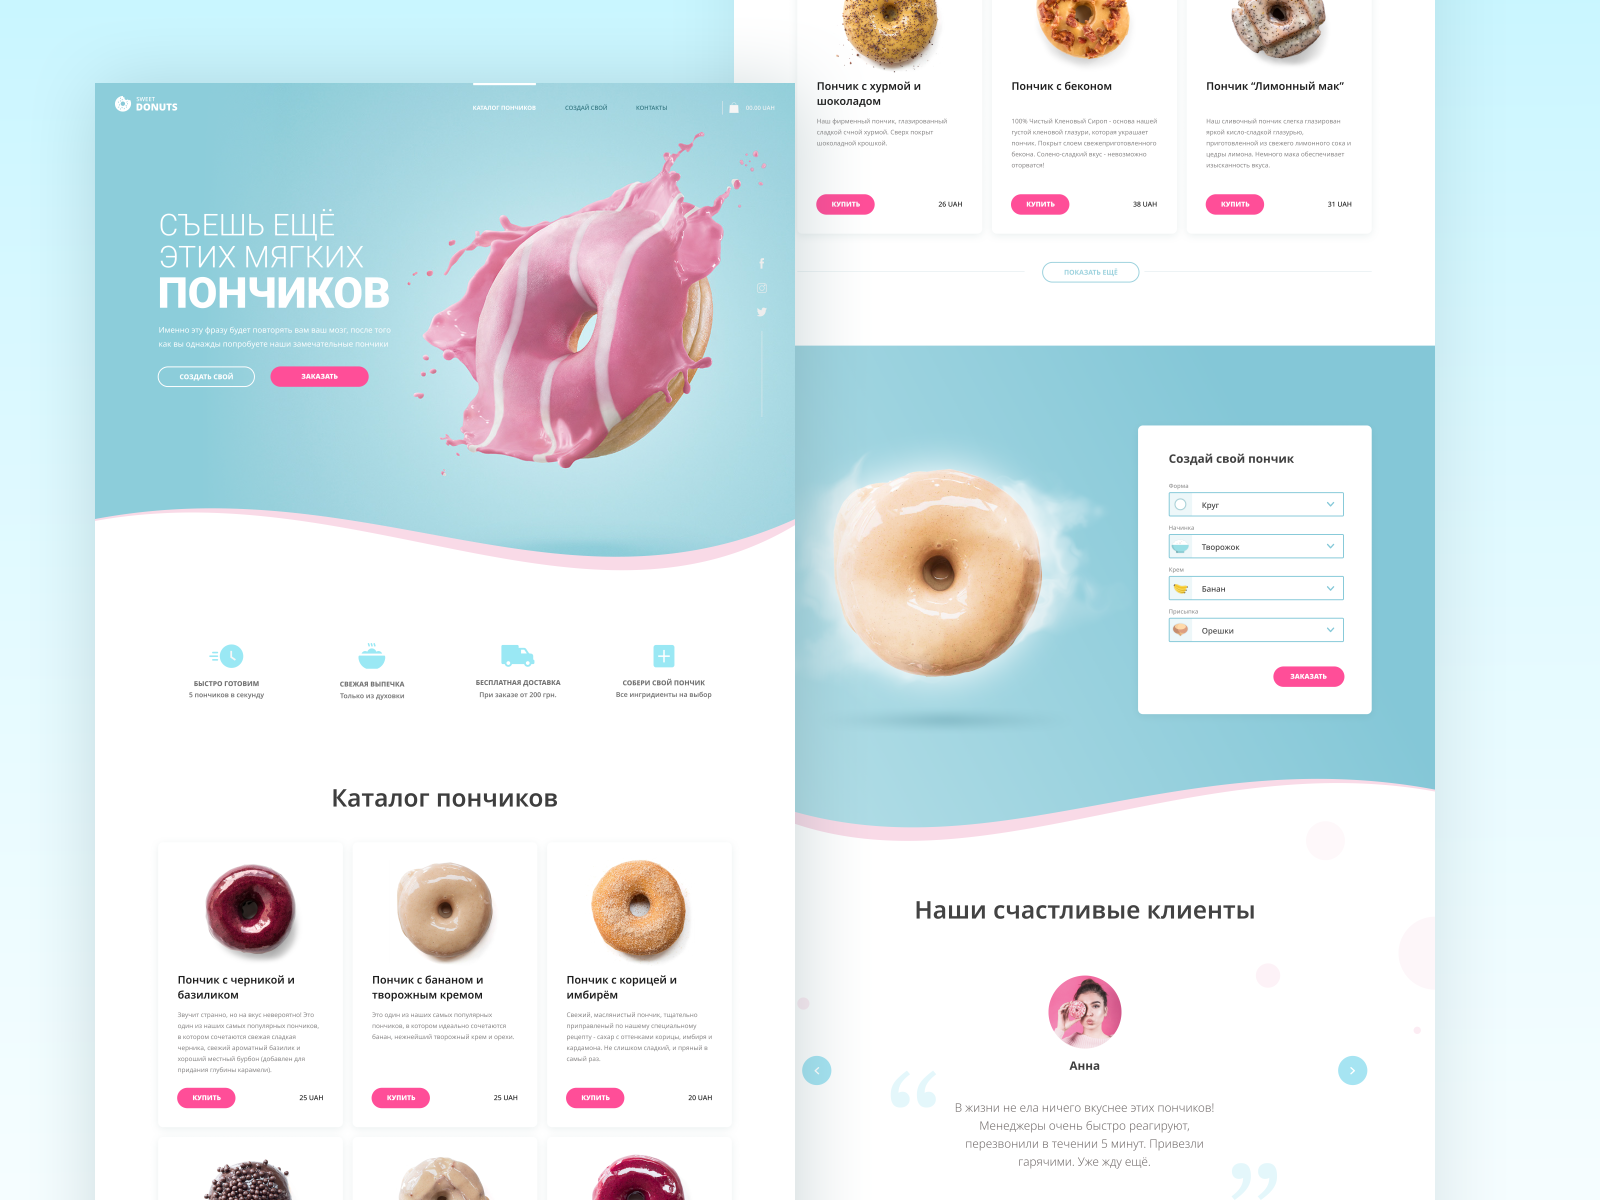 SWEET
DONUTS
КАТАЛОГ ПОНЧИКОВ
СОЗДАЙ СВОЙ
КОНТАКТЫ
00.00 UAH
СЪЕШЬ ЕЩЁ
ЭТИХ МЯГКИХ
ПОНЧИКОВ
Именно эту фразу будет повторять вам ваш мозг, после того
как вы однажды попробуете наши замечательные пончики
СОЗДАТЬ СВОЙ
ЗАКАЗАТЬ
БЫСТРО ГОТОВИМ
5 пончиков в секунду
СВЕЖАЯ ВЫПЕЧКА
Только из духовки
БЕСПЛАТНАЯ ДОСТАВКА
При заказе от 200 грн.
СОБЕРИ СВОЙ ПОНЧИК
Все ингридиенты на выбор
Каталог пончиков
Пончик с черникой и
базиликом
Звучит странно, но на вкус невероятно! Это
один из наших самых популярных пончиков,
в котором сочетаются свежая сладкая
черника, свежий ароматный базилик и
хороший местный бурбон (добавлен для
придания глубины карамели).
КУПИТЬ
25 UAH
Пончик с бананом и
творожным кремом
Это один из наших самых популярных
пончиков, в котором идеально сочетаются
банан, нежнейший творожный крем и орехи.
КУПИТЬ
25 UAH
Пончик с корицей и
имбирём
Свежий, маслянистый пончик, тщательно
приправленый по нашему специальному
рецепту - сахар с оттенками корицы, имбиря и
кардамона. Не слишком сладкий, и пряный в
самый раз.
КУПИТЬ
20 UAH
Пончик с хурмой и
шоколадом
Наш фирменный пончик, глазированный
сладкой счной хурмой. Сверх покрыт
шоколадной крошкой.
КУПИТЬ
26 UAH
Пончик с беконом
100% Чистый Кленовый Сироп - основа нашей
густой кленовой глазури, которая украшает
пончик. Покрыт слоем свежеприготовленного
бекона. Солено-сладкий вкус - невозможно
оторватся!
КУПИТЬ
38 UAH
Пончик “Лимонный мак”
Наш сливочный пончик слегка глазирован
яркой кисло-сладкой глазурью,
приготовленной из свежего лимонного сока и
цедры лимона. Немного мака обеспечивает
изысканность вкуса.
КУПИТЬ
31 UAH
ПОКАЗАТЬ ЕЩЁ
Создай свой пончик
Форма
Круг
Начинка
Творожок
Крем
Банан
Присыпка
Орешки
ЗАКАЗАТЬ
Наши счастливые клиенты
Анна
“
В жизни не ела ничего вкуснее этих пончиков!
Менеджеры очень быстро реагируют,
перезвонили в течении 5 минут. Привезли
гарячими. Уже жду ещё.
”